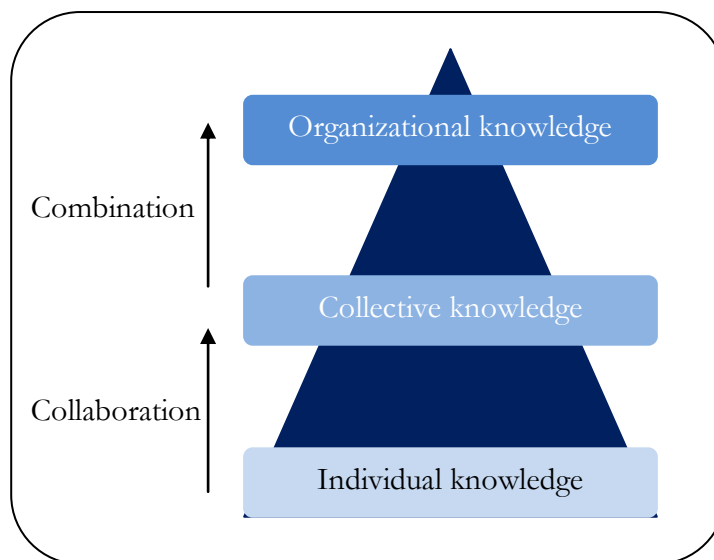 Organizational knowledge
Combination
Collective knowledge
Collaboration
Individual knowledge